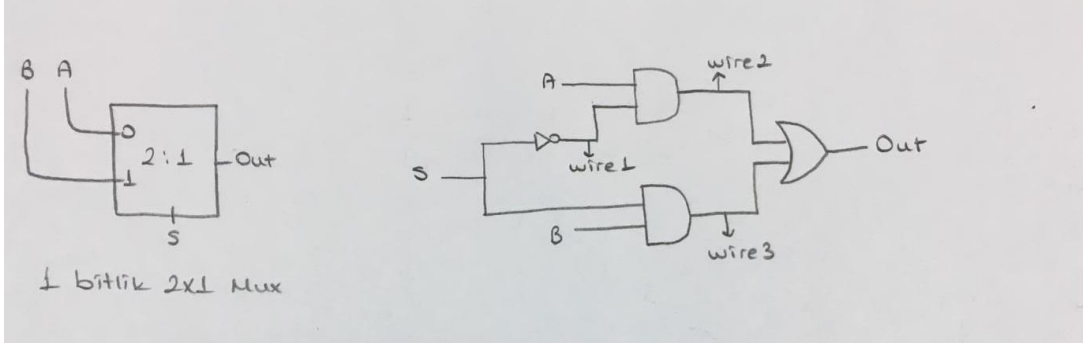 B A
0
2:1
Out
1
S
1 bitlik 2x1 Mux
A
wire2
wire1
S
Out
B
wire3